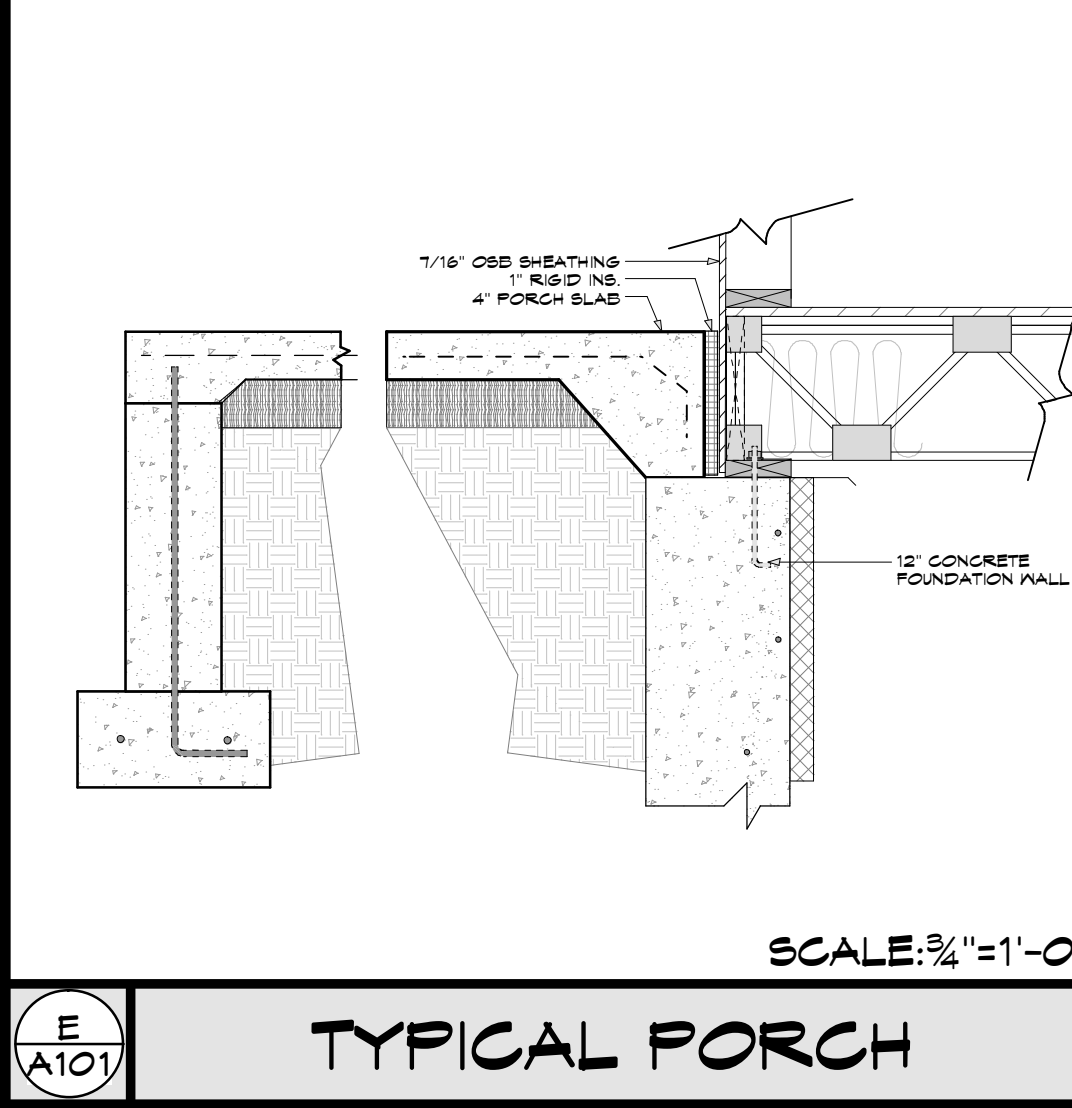 7/16" OSB SHEATHING
1" RIGID INS.
4" PORCH SLAB
12" CONCRETE
FOUNDATION WALL
SCALE:¾"=1'-0
E
A101
TYPICAL PORCH